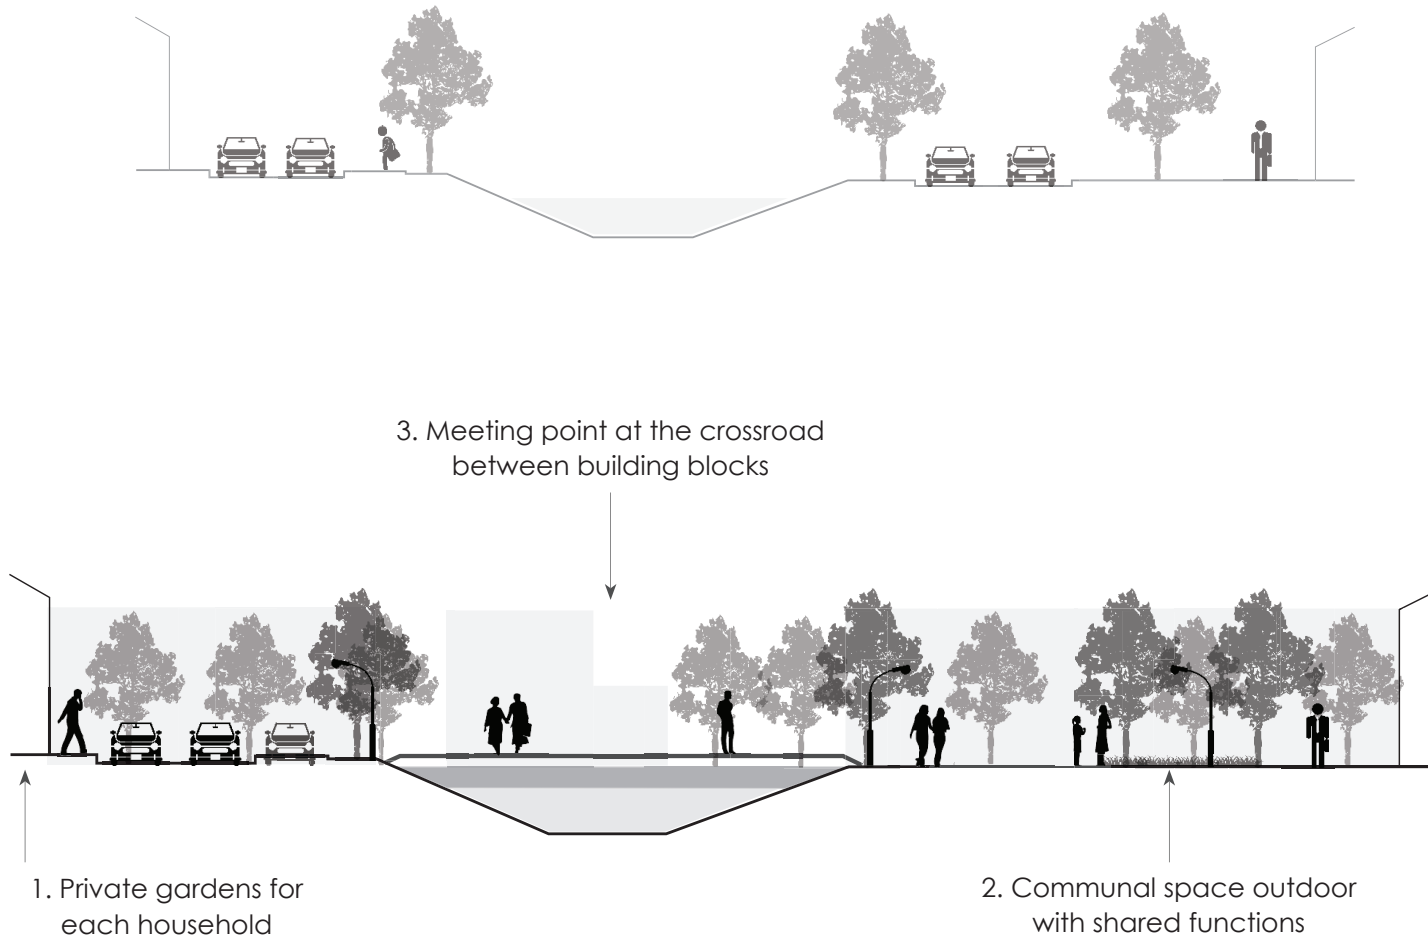 3. Meeting point at the crossroad
between building blocks
1. Private gardens for
each household
2. Communal space outdoor
with shared functions